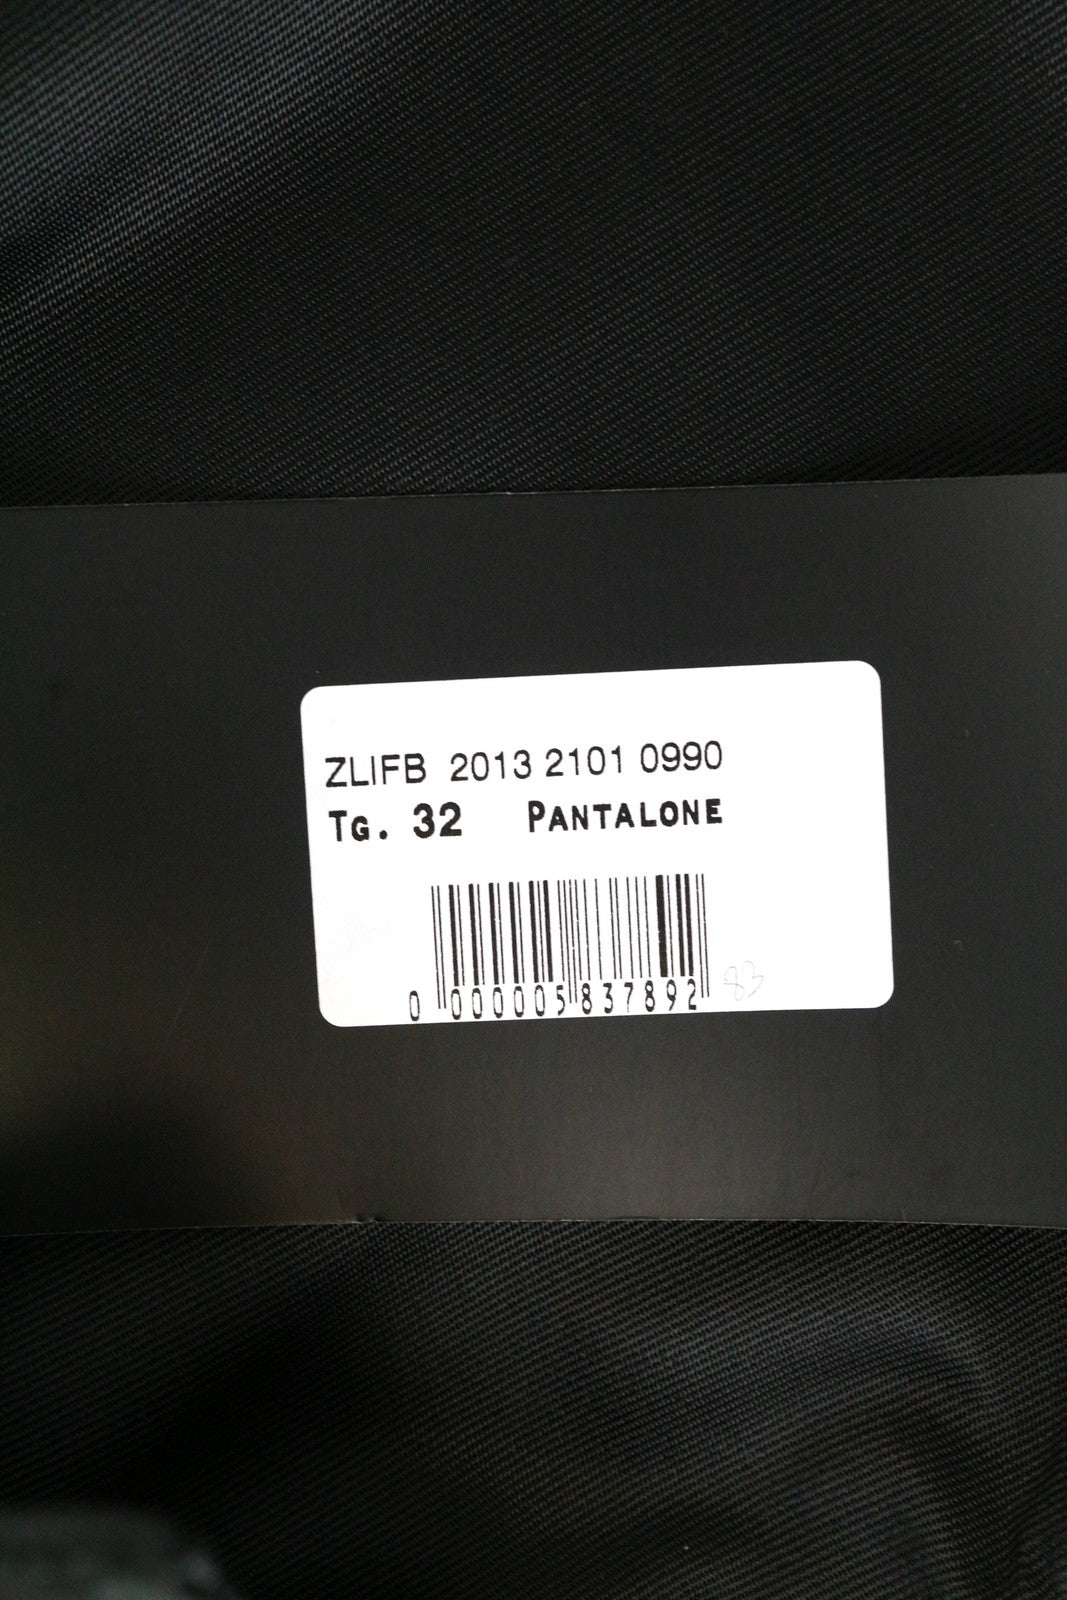 ZLIFB 2013 2101 0990
TG. 32 PANTALONE
0 000005 837892
83